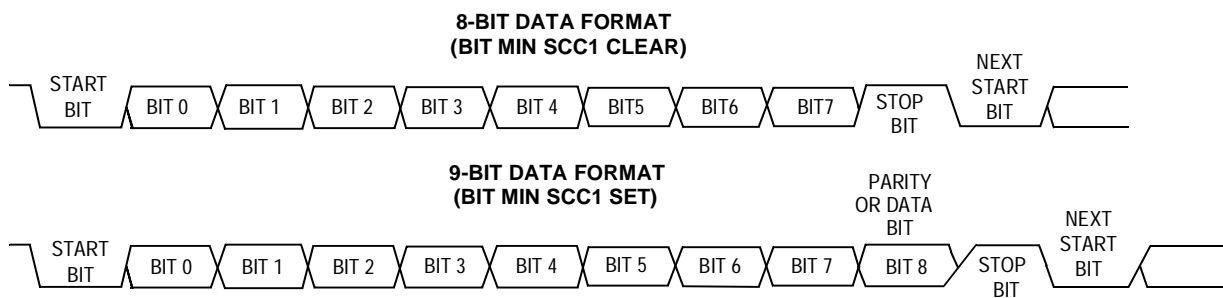 8-BIT DATA FORMAT
(BIT MIN SCC1 CLEAR)
START
BIT
BIT 0
BIT 1
BIT 2
BIT 3
BIT 4
BIT5
BIT6
BIT7
STOP
BIT
NEXT
START
BIT
9-BIT DATA FORMAT
(BIT MIN SCC1 SET)
START
BIT
BIT 0
BIT 1
BIT 2
BIT 3
BIT 4
BIT 5
BIT 6
BIT 7
PARITY
OR DATA
BIT
BIT 8
STOP
BIT
NEXT
START
BIT